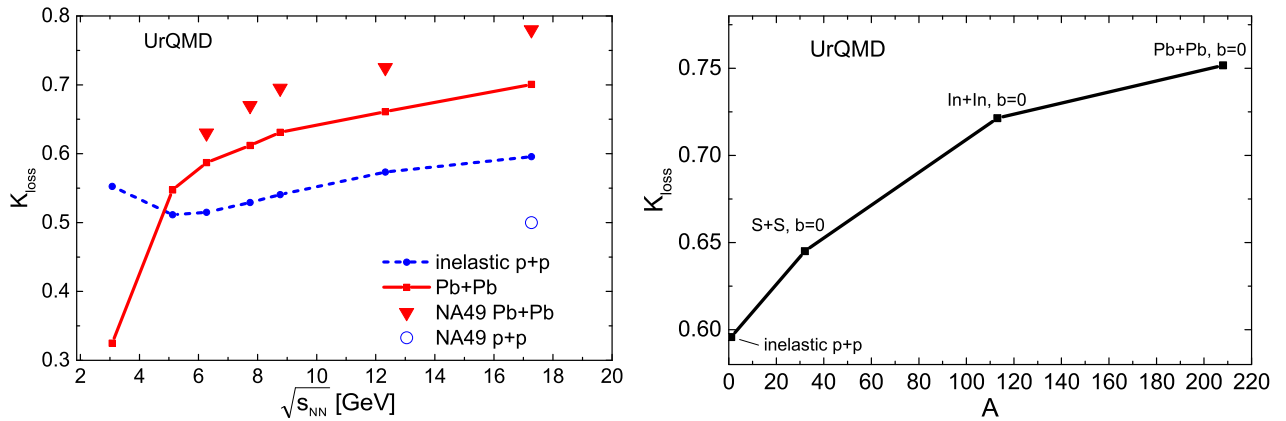 0.8
0.7
0.6
0.5
0.4
0.3
K_loss
UrQMD
inelastic p+p
Pb+Pb
NA49 Pb+Pb
NA49 p+p
2 4 6 8 10 12 14 16 18 20
√s_NN [GeV]
0.75
0.70
0.65
0.60
K_loss
UrQMD
Pb+Pb, b=0
In+In, b=0
S+S, b=0
inelastic p+p
0 20 40 60 80 100 120 140 160 180 200 220
A